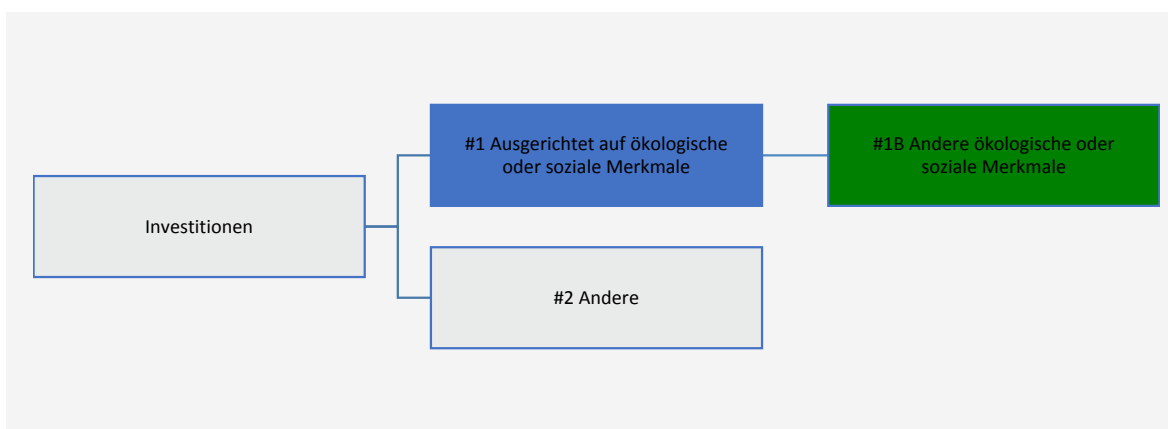 Investitionen
#1 Ausgerichtet auf ökologische
oder soziale Merkmale
#1B Andere ökologische oder
soziale Merkmale
#2 Andere